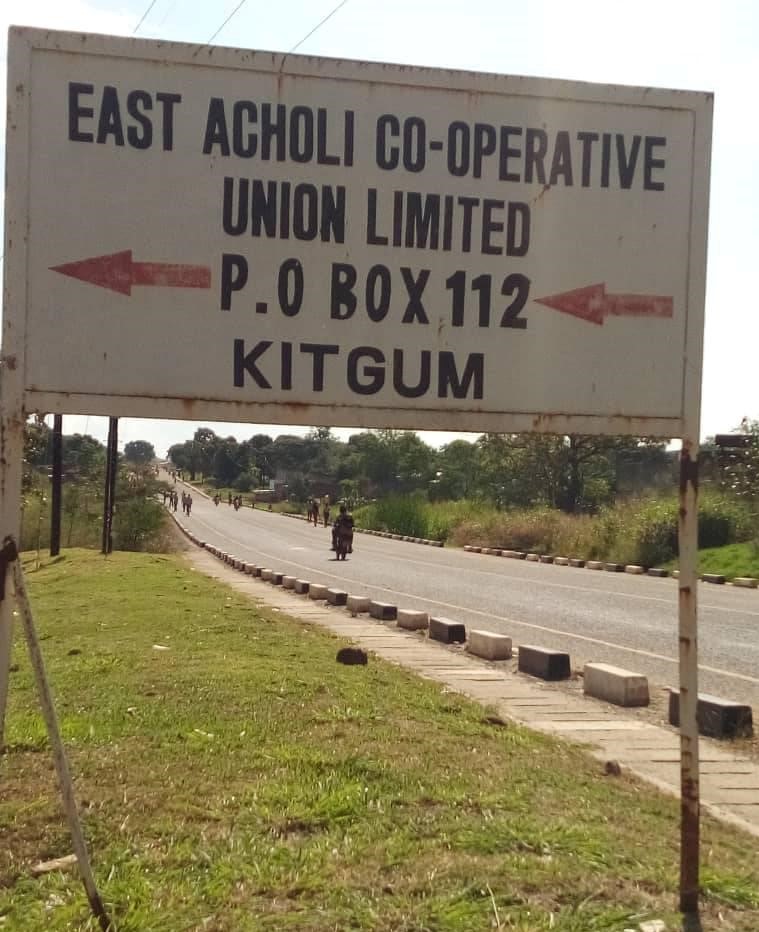 EAST ACHOLI CO-OPERATIVE
UNION LIMITED
P.O BOX 112
KITGUM